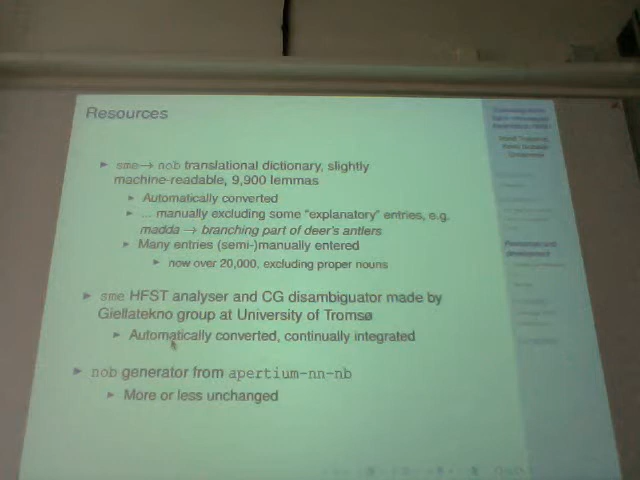 Resources
► sme→ nob translational dictionary, slightly
machine-readable, 9,900 lemmas
► Automatically converted
► ... manually excluding some "explanatory" entries, e.g.
madda → branching part of deer's antlers
► Many entries (semi-)manually entered
► now over 20,000, excluding proper nouns
► sme HFST analyser and CG disambiguator made by
Giellatekno group at University of Tromsø
► Automatically converted, continually integrated
► nob generator from apertium-nn-nb
► More or less unchanged
Resources and
development